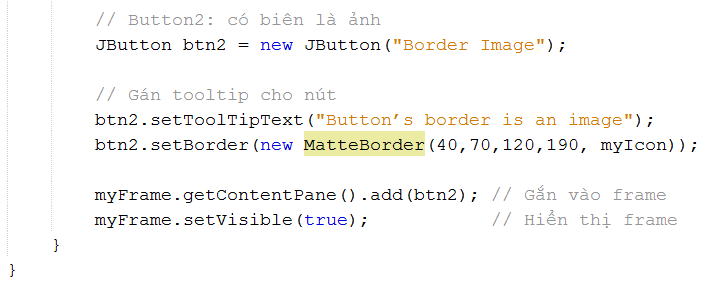 // Button2: có biên là ảnh
JButton btn2 = new JButton("Border Image");
// Gán tooltip cho nút
btn2.setToolTipText("Button’s border is an image");
btn2.setBorder(new MatteBorder(40,70,120,190, myIcon));
myFrame.getContentPane().add(btn2); // Gắn vào frame
myFrame.setVisible(true); // Hiển thị frame
}
}